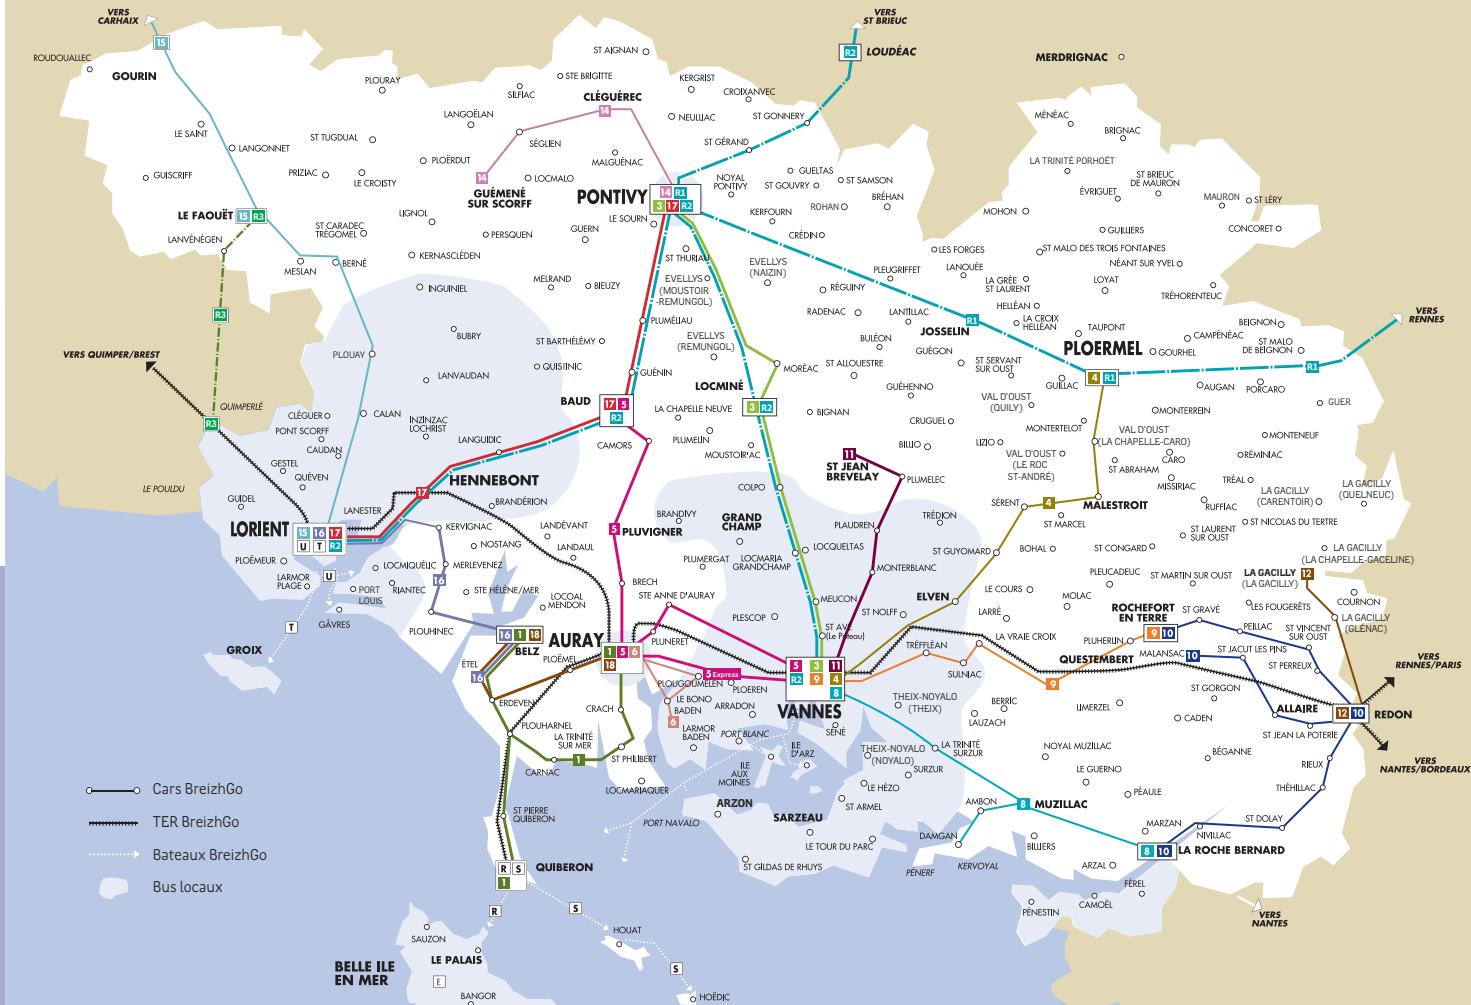 VERS
CARHAIX
15
ROUDOUALLEC
GOURIN
VERS
ST BRIEUC
R2
LOUDÉAC
ST AIGNAN
MERDRIGNAC
PLOURAY
STE BRIGITTE
SILFIAC
KERGRIST
CROIXANVEC
CLÉGUÉREC
14
LANGOËLAN
NEULLIAC
ST GONNERY
MÉNÉAC
BRIGNAC
LE SAINT
LANGONNET
ST TUGDUAL
SÉGLIEN
ST GÉRAND
MALGUÉNAC
LA TRINITÉ PORHOËT
GUISCRIFF
PRIZIAC
LE CROISTY
PLOËRDUT
14
LOCMALO
GUÉMENÉ
SUR SCORFF
PONTIVY
14 R1
3 17 R2
NOYAL
PONTIVY
GUELTAS
ST GOUVRY
ST SAMSON
ROHAN
BRÉHAN
ÉVRIGUET
ST BRIEUC
DE MAURON
MAURON
ST LÉRY
LE FAOUËT
15 R3
LIGNOL
LE SOURN
KERFOURN
MOHON
CONCORET
LANVÉNÉGEN
ST CARADEC
TRÉGOMEL
PERSQUEN
GUERN
CRÉDIN
GUILLIERS
MESLAN
BERNÉ
KERNASCLÉDEN
ST THURIAU
EVELLYS
(NAIZIN)
LES FORGES
ST MALO DES TROIS FONTAINES
NÉANT SUR YVEL
INGUINIEL
MELRAND
BIEUZY
EVELLYS
(MOUSTOIR
-REMUNGOL)
PLEUGRIFFET
LANOUÉE
LA GRÉE
ST LAURENT
LOYAT
TRÉHORENTEUC
RÉGUINY
R3
BUBRY
PLUMÉLIAU
RADENAC
LANTILLAC
HELLÉAN
LA CROIX
HELLÉAN
R1
JOSSELIN
TAUPONT
BEIGNON
CAMPÉNÉAC
VERS
RENNES
ST BARTHÉLÉMY
EVELLYS
(REMUNGOL)
BULÉON
GUÉGON
PLOERMEL
GOURHEL
ST MALO
DE BEIGNON
VERS QUIMPER/BREST
PLOUAY
QUISTINIC
GUÉNIN
MORÉAC
ST ALLOUESTRE
ST SERVANT
SUR OUST
4 R1
R1
LANVAUDAN
LOCMINÉ
GUILLAC
AUGAN
PORCARO
GUÉHENNO
VAL D'OUST
(QUILY)
GUER
QUIMPERLÉ
R3
CLÉGUER
CALAN
BAUD
17 5
R2
LA CHAPELLE NEUVE
3 R2
BIGNAN
CRUGUEL
MONTERREIN
PONT SCORFF
INZINZAC
LOCHRIST
MONTERTELOT
VAL D'OUST
(LA CHAPELLE-CARO)
MONTENEUF
CAUDAN
LANGUIDIC
CAMORS
PLUMELIN
MOUSTOIR'AC
BILLIO
LIZIO
RÉMINIAC
GESTEL
11
VAL D'OUST
(LE ROC
ST-ANDRÉ)
CARO
QUÉVEN
ST JEAN
BREVELAY
PLUMELEC
ST ABRAHAM
MISSIRIAC
TRÉAL
LA GACILLY
(QUELNEUC)
LE POULDU
HENNEBONT
17
COLPO
LA GACILLY
(CARENTOIR)
GUIDEL
BRANDÉRION
SÉRENT
4
MALESTROIT
RUFFIAC
LANESTER
LORIENT
15 16 17
U T R2
KERVIGNAC
LANDÉVANT
5
PLUVIGNER
BRANDIVY
GRAND
CHAMP
PLAUDREN
TRÉDION
ST MARCEL
ST NICOLAS DU TERTRE
ST LAURENT
SUR OUST
NOSTANG
LANDAUL
LOCQUELTAS
LOCMARIA
GRANDCHAMP
ST GUYOMARD
BOHAL
ST CONGARD
LA GACILLY
(LA CHAPELLE-GACELINE)
PLOËMEUR
LOCMIQUÉLIC
MERLEVENEZ
PLUMERGAT
MONTERBLANC
PLEUCADEUC
LA GACILLY
(LA GACILLY)
12
U
LARMOR
PLAGE
16
BRECH
ST MARTIN SUR OUST
PORT
LOUIS
RIANTEC
STE HÉLÈNE/MER
LOCOAL
MENDON
STE ANNE D'AURAY
MEUCON
ELVEN
LE COURS
MOLAC
ROCHEFORT
EN TERRE
LES FOUGERÊTS
COURNON
GÂVRES
PLESCOP
ST NOLFF
LARRÉ
ST GRAVÉ
LA GACILLY
(GLÉNAC)
T
PLOUHINEC
16 1 18
BELZ
AURAY
PLUNERET
ST AVÉ
(Le Poteau)
PLUHERLIN
9 10
PEILLAC
ST VINCENT
SUR OUST
LA VRAIE CROIX
1 5 6
18
TRÉFFLÉAN
MALANSAC
10
ST JACUT LES PINS
GROIX
ÉTEL
16
PLOËMEL
5 3 11
R2 9 4
8
QUESTEMBERT
5 Express
SULNIAC
9
ST PERREUX
VERS
RENNES/PARIS
PLOUGOUMELEN
PLOEREN
LE BONO
THEIX-NOYALO
(THEIX)
BERRIC
ST GORGON
ERDEVEN
CRACH
BADEN
ARRADON
VANNES
LIMERZEL
ALLAIRE
12 10
REDON
6
LAUZACH
CADEN
PLOUHARNEL
LARMOR
BADEN
PORT BLANC
SÉNÉ
ST JEAN LA POTERIE
LA TRINITÉ
SUR MER
ILE
D'ARZ
THEIX-NOYALO
(NOYALO)
LA TRINITÉ
SURZUR
NOYAL MUZILLAC
BÉGANNE
1
ST PHILIBERT
RIEUX
VERS
NANTES/BORDEAUX
CARNAC
ILE
AUX
MOINES
SURZUR
LE GUERNO
Cars BreizhGo
LOCMARIAQUER
LE HÉZO
THÉHILLAC
PÉAULE
ARZON
ST ARMEL
AMBON
8
MUZILLAC
TER BreizhGo
ST PIERRE
QUIBERON
PORT NAVALO
SARZEAU
MARZAN
ST DOLAY
DAMGAN
NIVILLAC
Bateaux BreizhGo
LE TOUR DU PARC
BILLIERS
8 10
LA ROCHE BERNARD
R S
1
QUIBERON
ST GILDAS DE RHUYS
PÉNERF
KERVOYAL
ARZAL
Bus locaux
FÉREL
R
S
PÉNESTIN
CAMOËL
VERS
NANTES
SAUZON
HOUAT
LE PALAIS
BELLE ILE
EN MER
S
E
BANGOR
HOËDIC